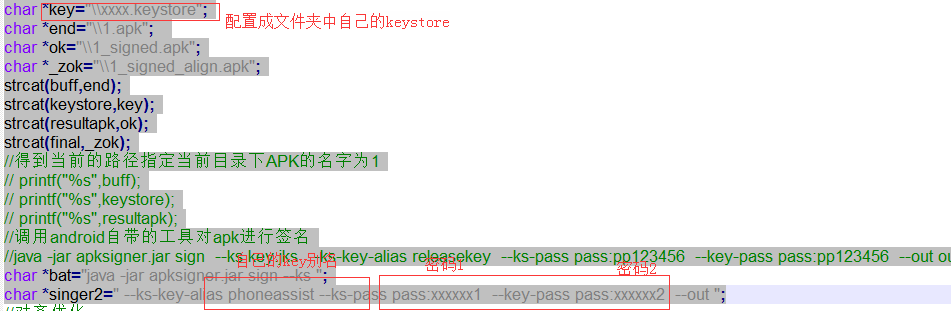 char *key="\\xxxx.keystore";
配置成文件夹中自己的keystore
char *end="\\1.apk";
char *ok="\\1_signed.apk";
char *_zok="\\1_signed_align.apk";
strcat(buff,end);
strcat(keystore,key);
strcat(resultapk,ok);
strcat(final,_zok);
//得到当前的路径指定当前目录下APK的名字为1
// printf("%s",buff);
// printf("%s",keystore);
// printf("%s",resultapk);
//调用android自带的工具对apk进行签名
//java -jar apksigner.jar sign --ks key.jks --ks-key-alias releasekey --ks-pass pass:pp123456 --key-pass pass:pp123456 --out ou
自己的key别名
密码1
密码2
char *bat="java -jar apksigner.jar sign --ks ";
char *singer2=" --ks-key-alias phoneassist --ks-pass pass:xxxxxx1 --key-pass pass:xxxxxx2 --out ";
//对齐优化